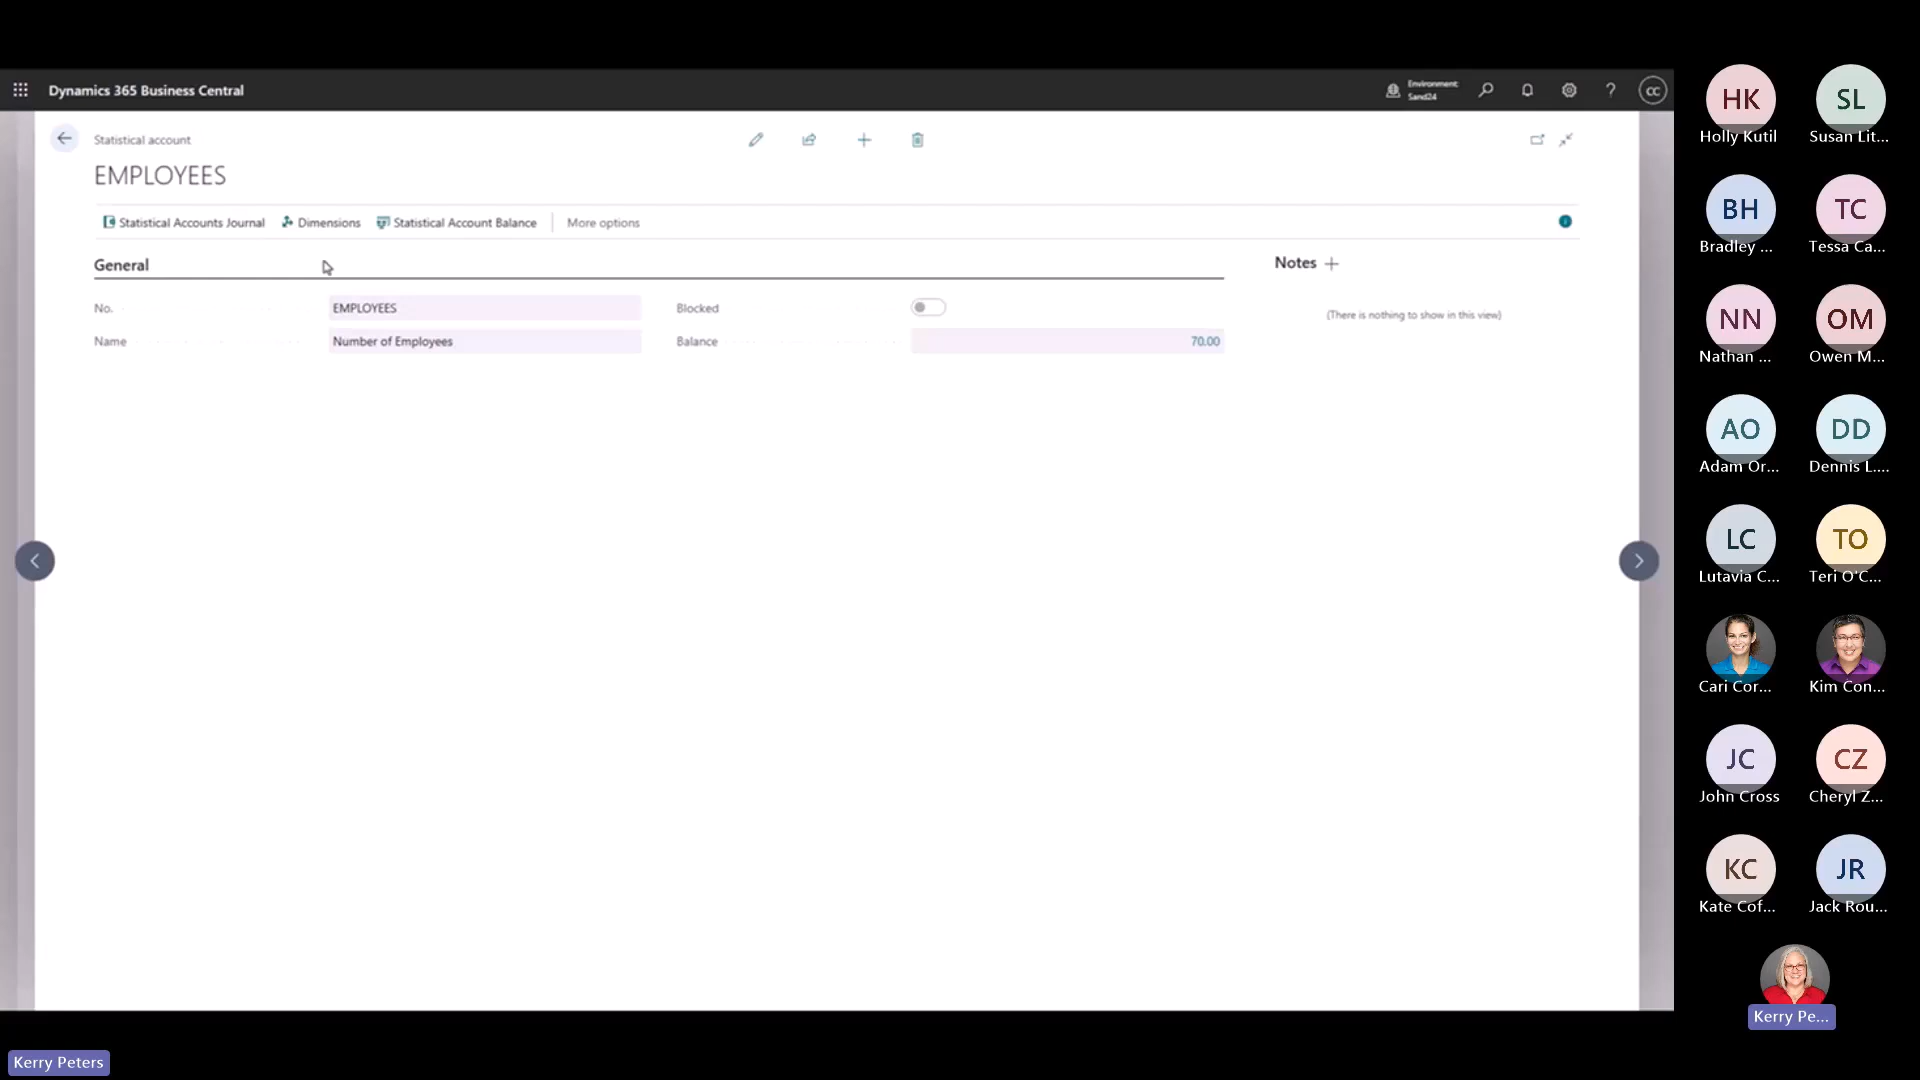 Dynamics 365 Business Central
Environment:
Sand24
CC
Statistical account
EMPLOYEES
Statistical Accounts Journal
Dimensions
Statistical Account Balance
More options
General
Notes
No.
EMPLOYEES
Blocked
(There is nothing to show in this view)
Name
Number of Employees
Balance
70.00
HK
Holly Kutil
SL
Susan Lit...
BH
Bradley ...
TC
Tessa Ca...
NN
Nathan ...
OM
Owen M...
AO
Adam Or...
DD
Dennis L....
LC
Lutavia C...
TO
Teri O'C...
Cari Cor...
Kim Con...
JC
John Cross
CZ
Cheryl Z...
KC
Kate Cof...
JR
Jack Rou...
Kerry Pe...
Kerry Peters